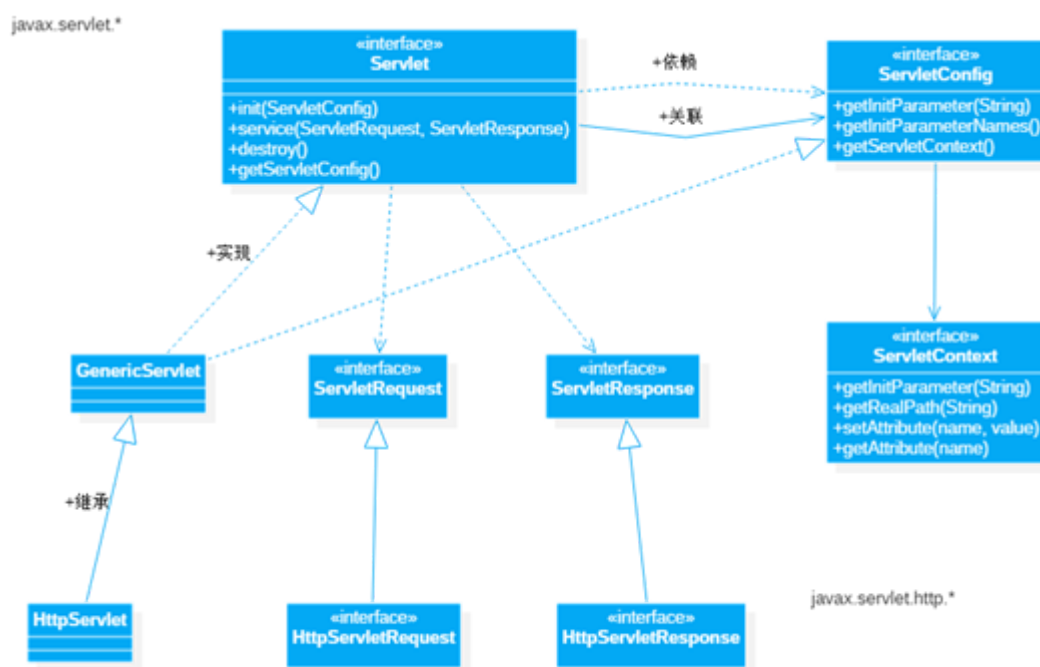 javax.servlet.*
«interface»
Servlet
+init(ServletConfig)
+service(ServletRequest, ServletResponse)
+destroy()
+getServletConfig()
+依赖
+关联
«interface»
ServletConfig
+getInitParameter(String)
+getInitParameterNames()
+getServletContext()
+实现
GenericServlet
«interface»
ServletRequest
«interface»
ServletResponse
«interface»
ServletContext
+getInitParameter(String)
+getRealPath(String)
+setAttribute(name, value)
+getAttribute(name)
+继承
javax.servlet.http.*
HttpServlet
«interface»
HttpServletRequest
«interface»
HttpServletResponse